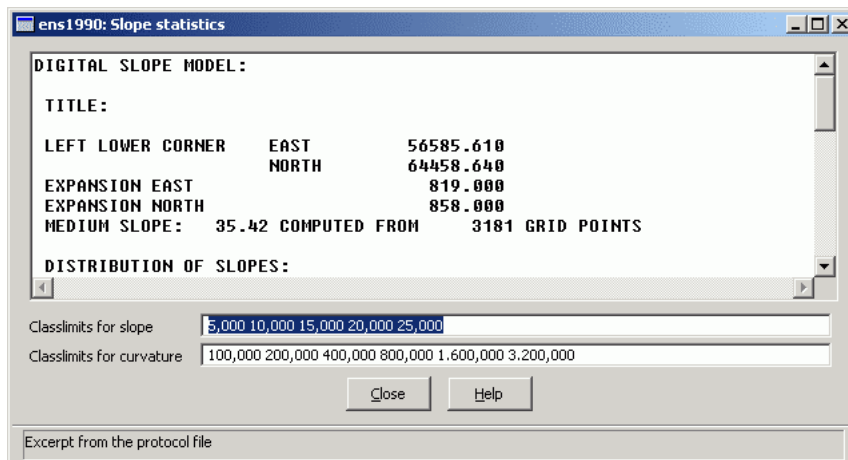 ens1990: Slope statistics
DIGITAL SLOPE MODEL:
TITLE:
LEFT LOWER CORNER EAST 56585.610
NORTH 64458.640
EXPANSION EAST 819.000
EXPANSION NORTH 858.000
MEDIUM SLOPE: 35.42 COMPUTED FROM 3181 GRID POINTS
DISTRIBUTION OF SLOPES:
Classlimits for slope 5,000 10,000 15,000 20,000 25,000
Classlimits for curvature 100,000 200,000 400,000 800,000 1.600,000 3.200,000
Close Help
Excerpt from the protocol file